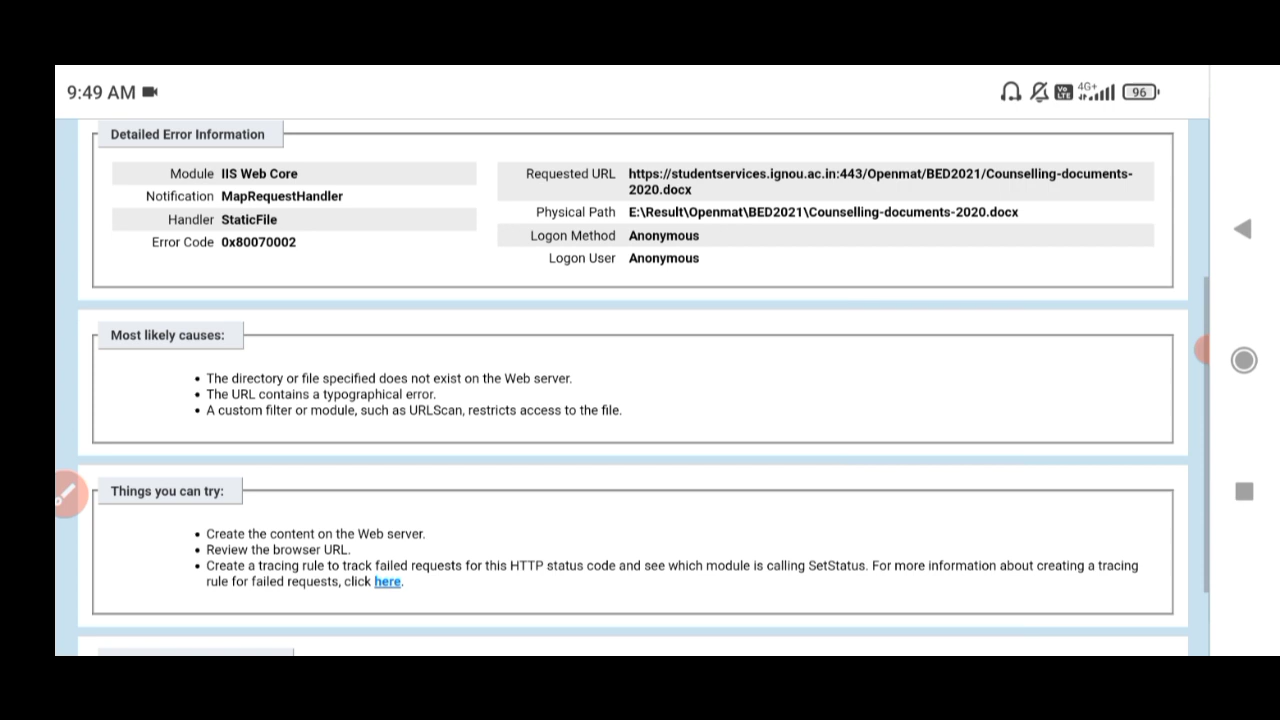 9:49 AM
Vo LTE 4G+ 96
Detailed Error Information
Module IIS Web Core
Notification MapRequestHandler
Handler StaticFile
Error Code 0x80070002
Requested URL https://studentservices.ignou.ac.in:443/Openmat/BED2021/Counselling-documents-
2020.docx
Physical Path E:\Result\Openmat\BED2021\Counselling-documents-2020.docx
Logon Method Anonymous
Logon User Anonymous
Most likely causes:
• The directory or file specified does not exist on the Web server.
• The URL contains a typographical error.
• A custom filter or module, such as URLScan, restricts access to the file.
Things you can try:
• Create the content on the Web server.
• Review the browser URL.
• Create a tracing rule to track failed requests for this HTTP status code and see which module is calling SetStatus. For more information about creating a tracing
rule for failed requests, click here.